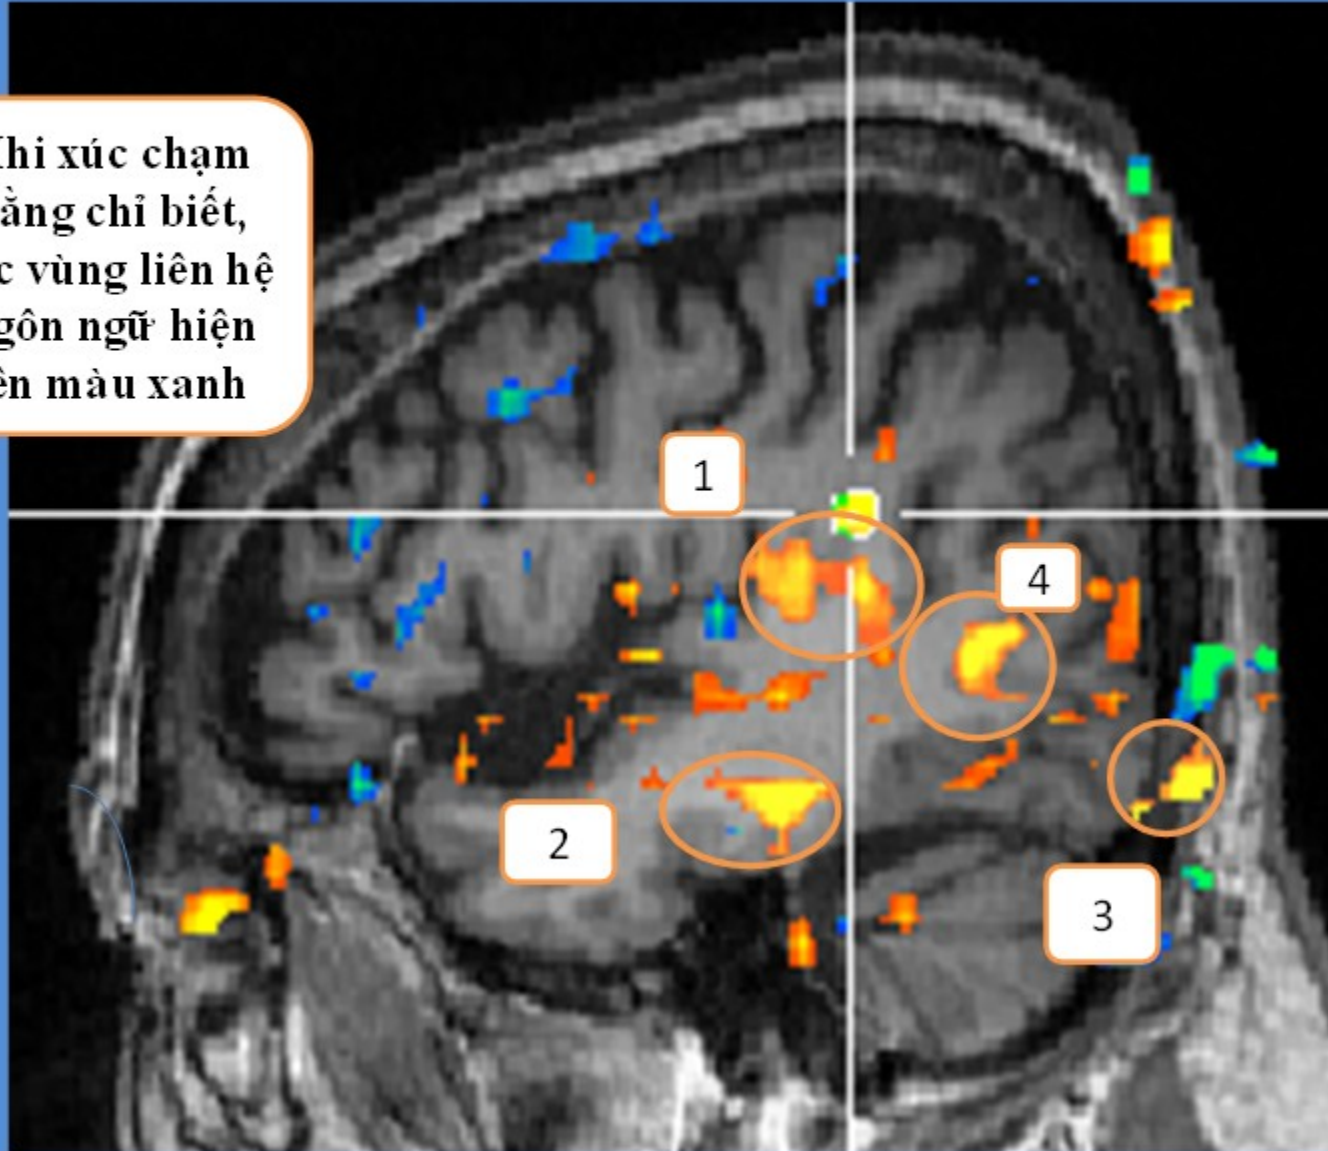 hi xúc chạm
ằng chỉ biết,
c vùng liên hệ
gôn ngữ hiện
ên màu xanh
1
4
2
3